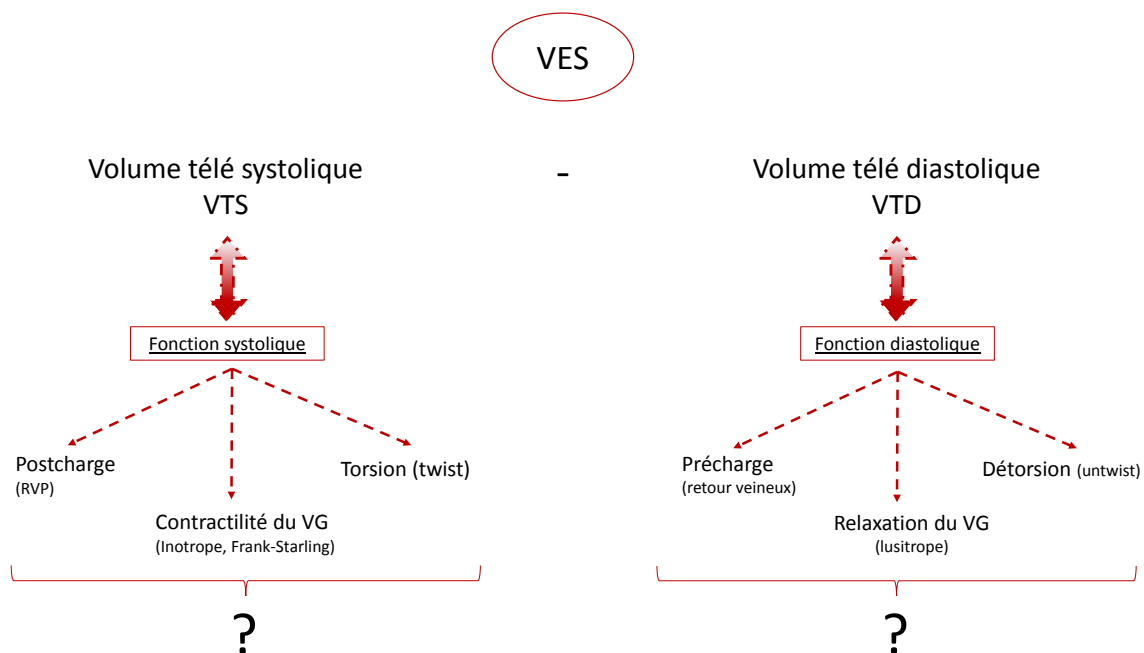 VES
Volume télé systolique
VTS
-
Volume télé diastolique
VTD
Fonction systolique
Fonction diastolique
Postcharge
(RVP)
Torsion (twist)
Contractilité du VG
(Inotrope, Frank-Starling)
Précharge
(retour veineux)
Détorsion (untwist)
Relaxation du VG
(lusitrope)
?
?